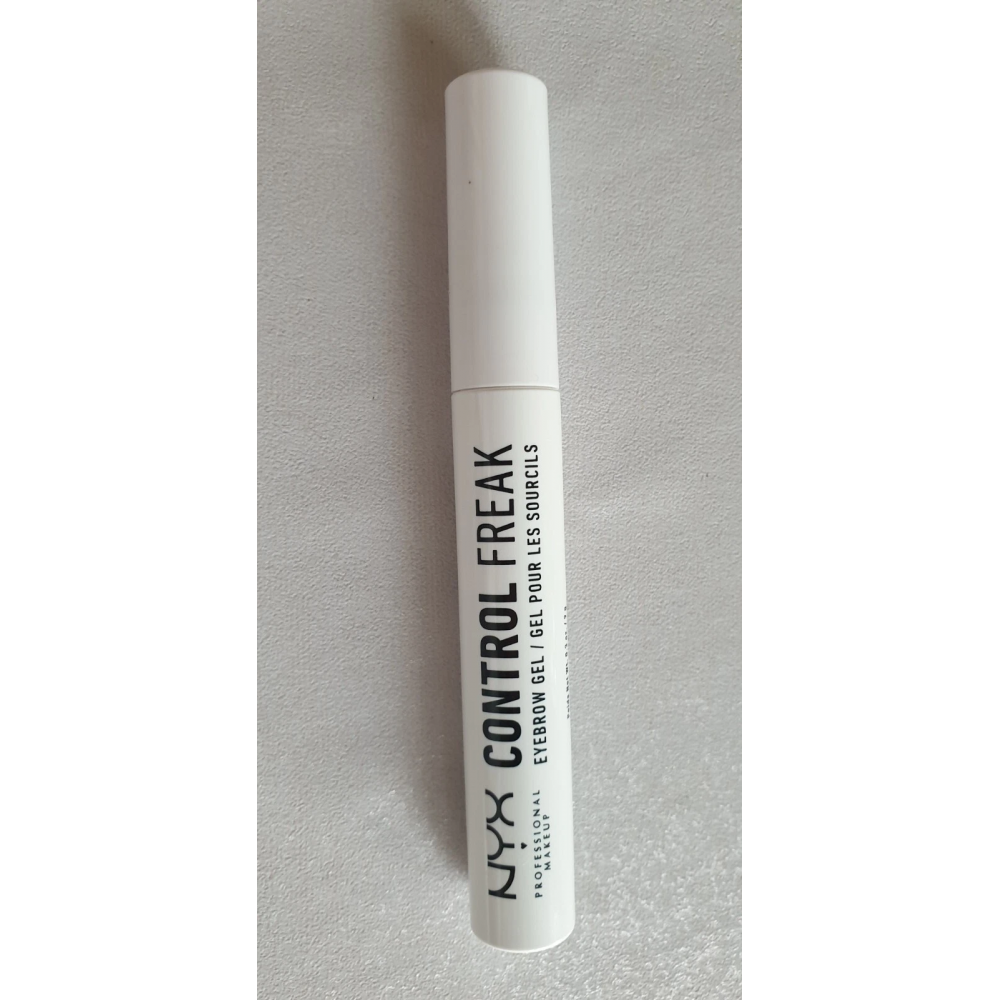 NYX
PROFESSIONAL
MAKEUP
CONTROL FREAK
EYEBROW GEL / GEL POUR LES SOURCILS